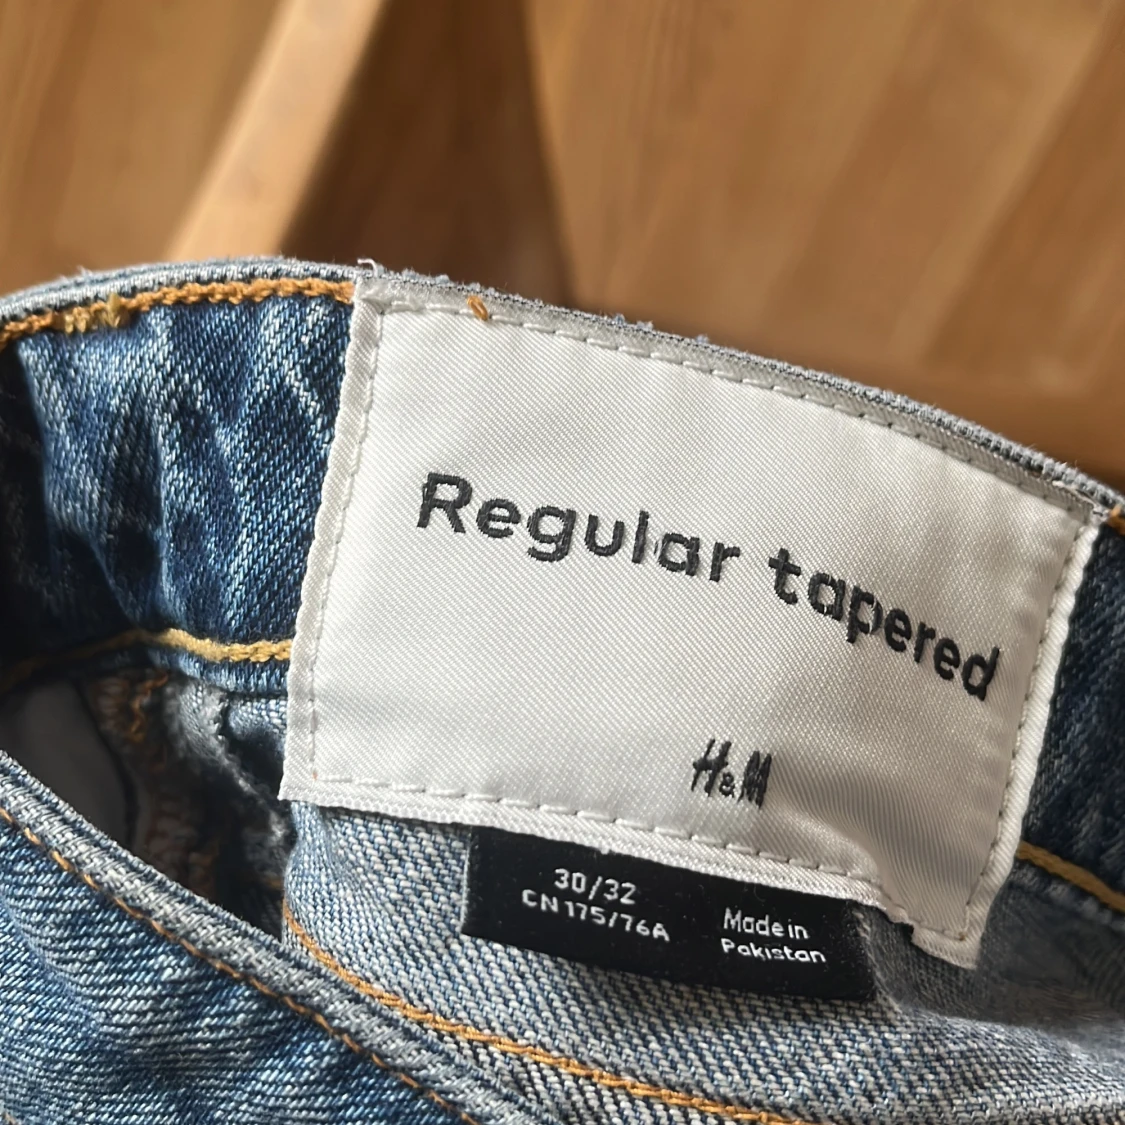 Regular tapered
H&M
30/32
CN 175/76A
Made in
Pakistan